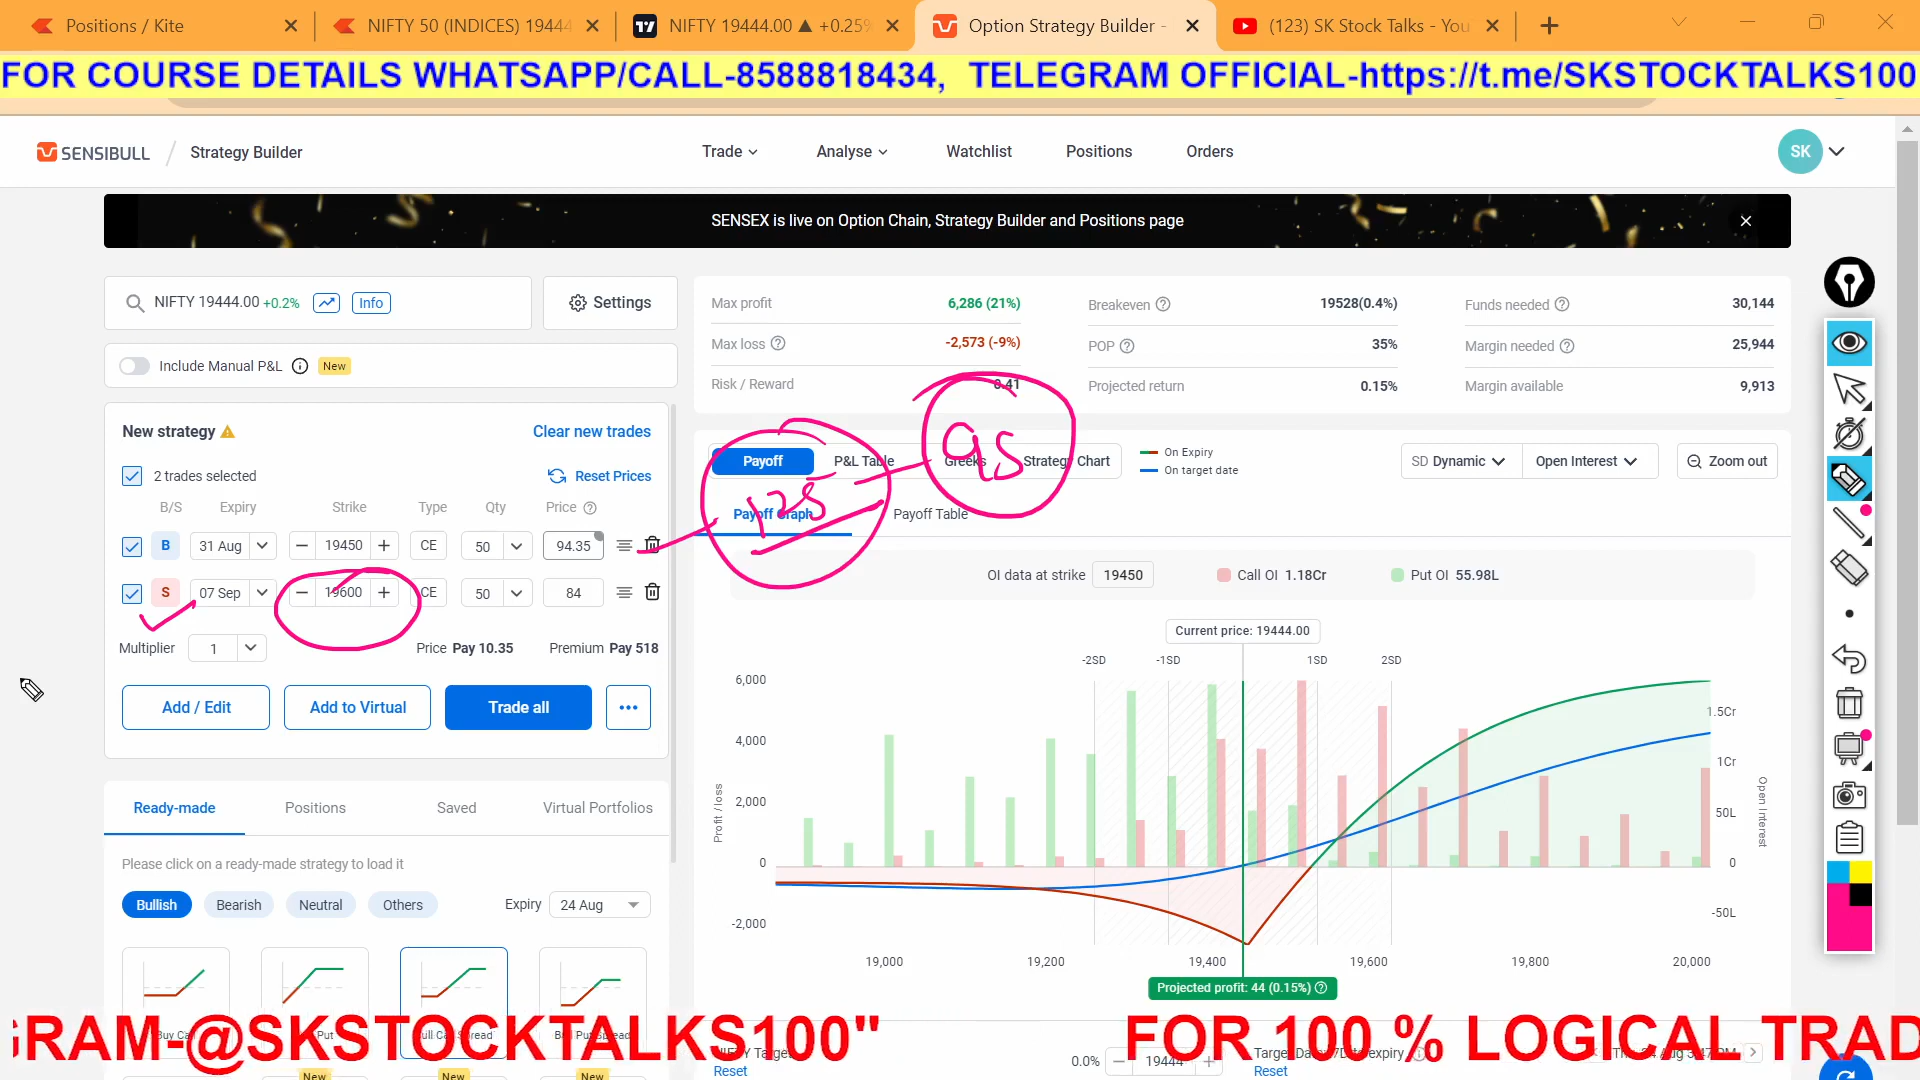 Positions / Kite
NIFTY 50 (INDICES) 19444
NIFTY 19444.00 ▲ +0.25%
Option Strategy Builder -
(123) SK Stock Talks - You
FOR COURSE DETAILS WHATSAPP/CALL-8588818434, TELEGRAM OFFICIAL-https://t.me/SKSTOCKTALKS100
SENSIBULL / Strategy Builder
Trade
Analyse
Watchlist
Positions
Orders
SK
SENSEX is live on Option Chain, Strategy Builder and Positions page
NIFTY 19444.00 +0.2% Info
Settings
Include Manual P&L New
New strategy
Clear new trades
2 trades selected
Reset Prices
B/S Expiry Strike Type Qty Price
B 31 Aug 19450 CE 50 94.35
S 07 Sep 19600 CE 50 84
Multiplier 1 Price Pay 10.35 Premium Pay 518
Add / Edit
Add to Virtual
Trade all
Ready-made
Positions
Saved
Virtual Portfolios
Please click on a ready-made strategy to load it
Bullish
Bearish
Neutral
Others
Expiry 24 Aug
Max profit 6,286 (21%)
Breakeven 19528(0.4%)
Funds needed 30,144
Max loss -2,573 (-9%)
POP 35%
Margin needed 25,944
Risk / Reward
Projected return 0.15%
Margin available 9,913
95
125
Payoff
P&L Table
Greeks
Strategy Chart
On Expiry
On target date
SD Dynamic
Open Interest
Zoom out
Payoff Graph
Payoff Table
OI data at strike 19450
Call OI 1.18Cr
Put OI 55.98L
Current price: 19444.00
-2SD -1SD 1SD 2SD
6,000
4,000
2,000
0
-2,000
Profit / loss
1.5Cr
1Cr
50L
0
-50L
Open Interest
19,000 19,200 19,400 19,600 19,800 20,000
Projected profit: 44 (0.15%)
GRAM-@SKSTOCKTALKS100"
FOR 100 % LOGICAL TRAD
0.0% 19444
Reset
Reset
New
New
New